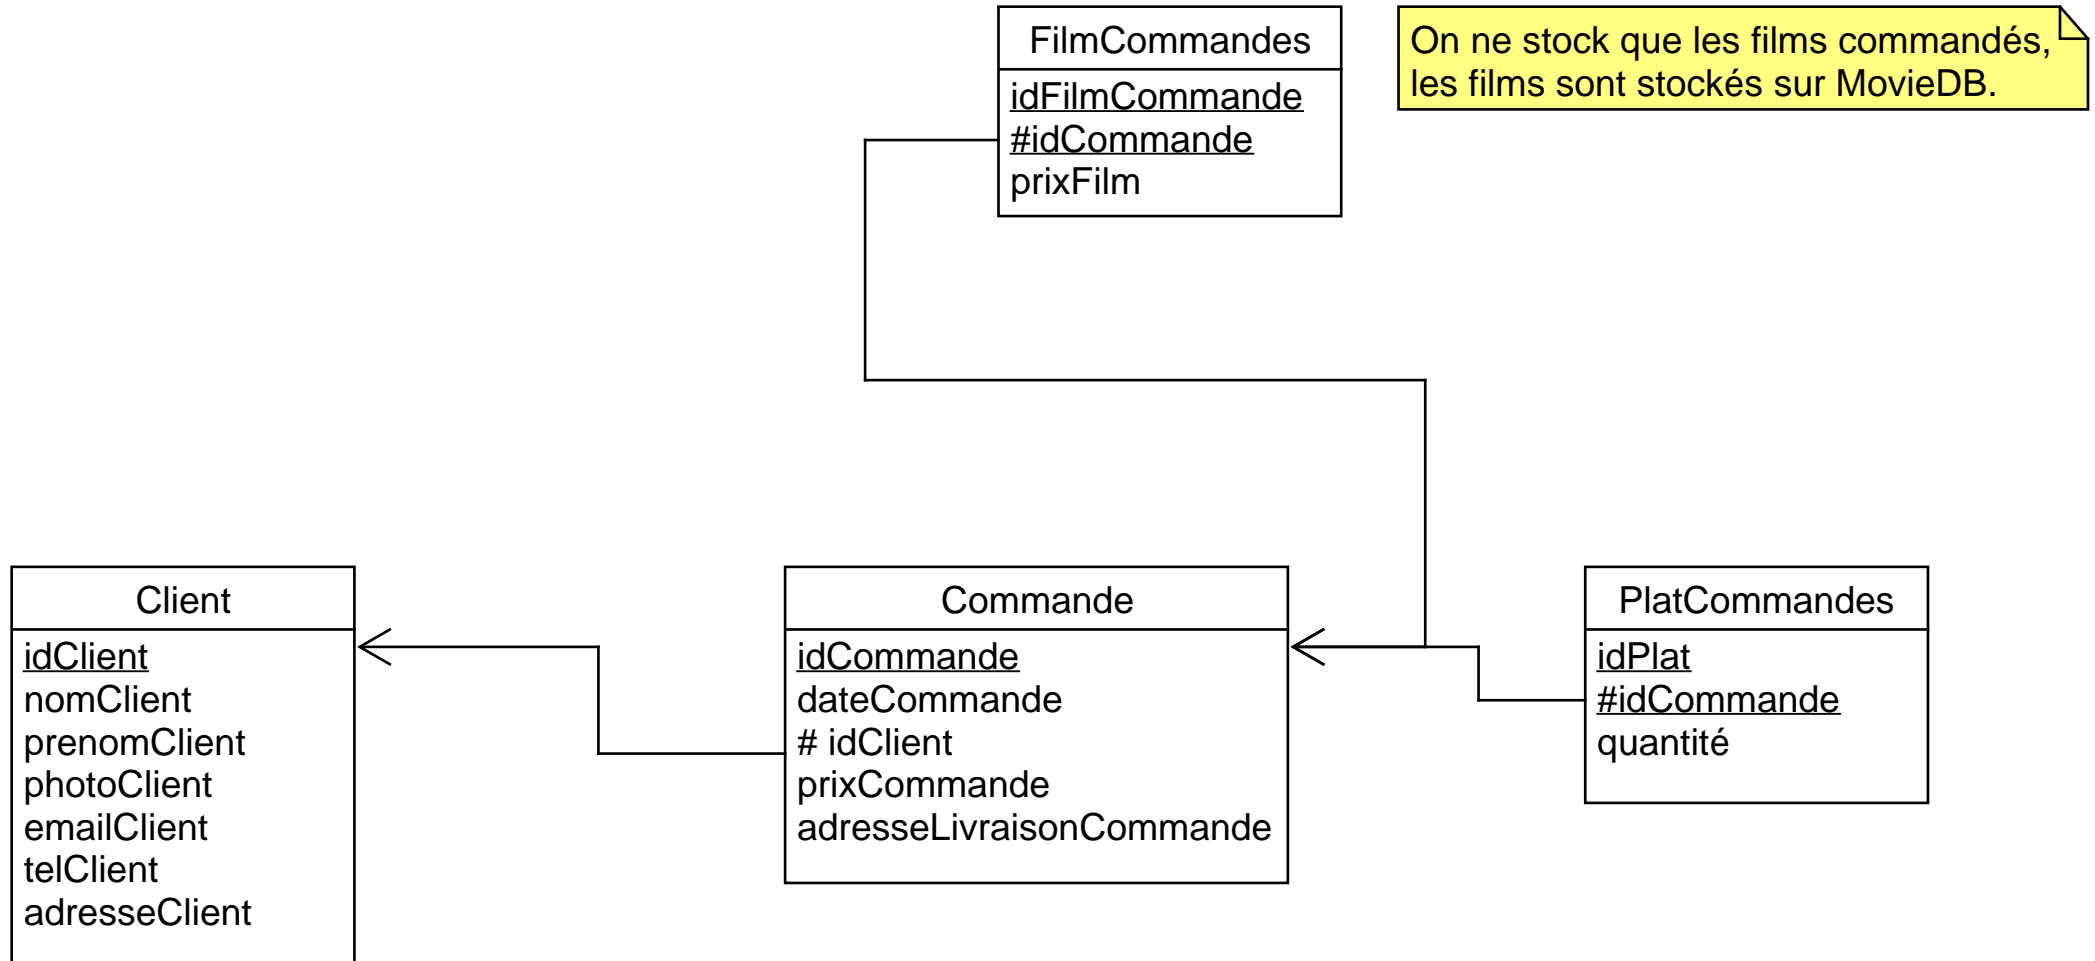 FilmCommandes
idFilmCommande
#idCommande
prixFilm
On ne stock que les films commandés,
les films sont stockés sur MovieDB.
Client
idClient
nomClient
prenomClient
photoClient
emailClient
telClient
adresseClient
Commande
idCommande
dateCommande
# idClient
prixCommande
adresseLivraisonCommande
PlatCommandes
idPlat
#idCommande
quantité